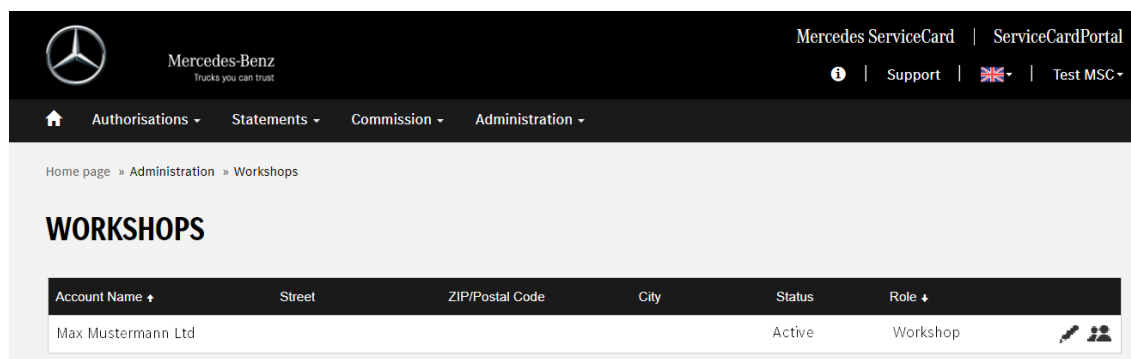 Mercedes ServiceCard | ServiceCardPortal
Mercedes-Benz
Trucks you can trust
Support | Test MSC
Authorisations Statements Commission Administration
Home page » Administration » Workshops
WORKSHOPS
Account Name Street ZIP/Postal Code City Status Role
Max Mustermann Ltd Active Workshop